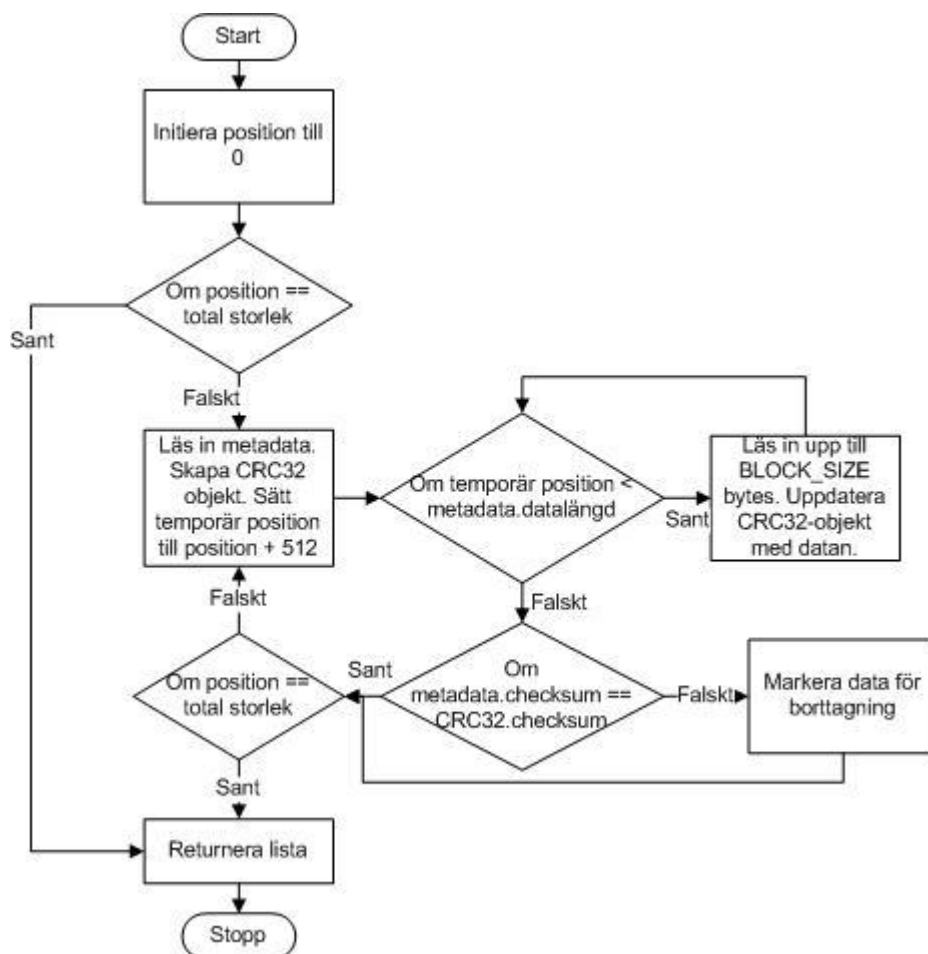 Start
Initiera position till
0
Om position ==
total storlek
Sant
Falskt
Läs in metadata.
Skapa CRC32
objekt. Sätt
temporär position
till position + 512
Om temporär position <
metadata.datalängd
Sant
Läs in upp till
BLOCK_SIZE
bytes. Uppdatera
CRC32-objekt
med datan.
Falskt
Falskt
Om
metadata.checksum ==
CRC32.checksum
Sant
Falskt
Markera data för
borttagning
Om position ==
total storlek
Sant
Returnera lista
Stopp